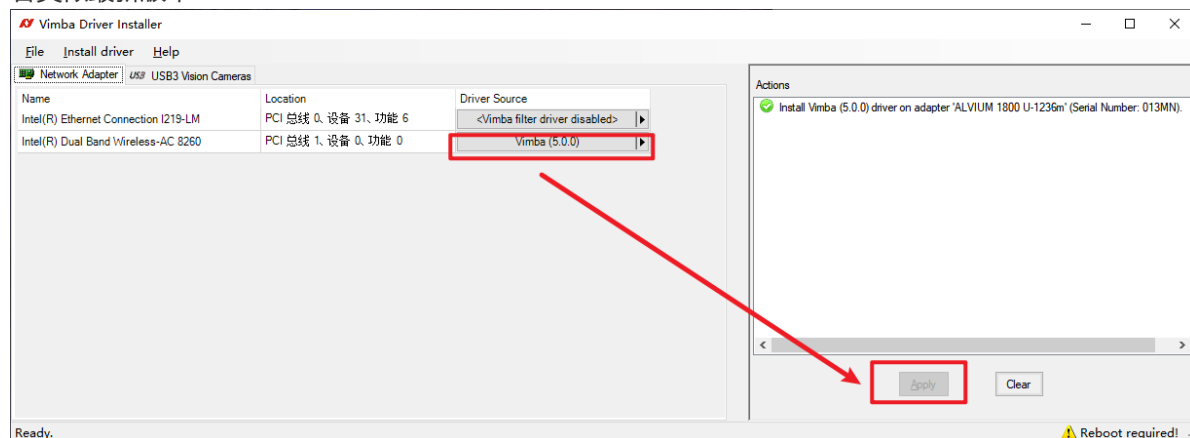 Vimba Driver Installer
File Install driver Help
Network Adapter USB USB3 Vision Cameras
Name Location Driver Source
Intel(R) Ethernet Connection I219-LM PCI 总线 0、设备 31、功能 6 <Vimba filter driver disabled>
Intel(R) Dual Band Wireless-AC 8260 PCI 总线 1、设备 0、功能 0 Vimba (5.0.0)
Actions
Install Vimba (5.0.0) driver on adapter 'ALVIUM 1800 U-1236m' (Serial Number: 013MN).
Apply Clear
Ready. Reboot required!